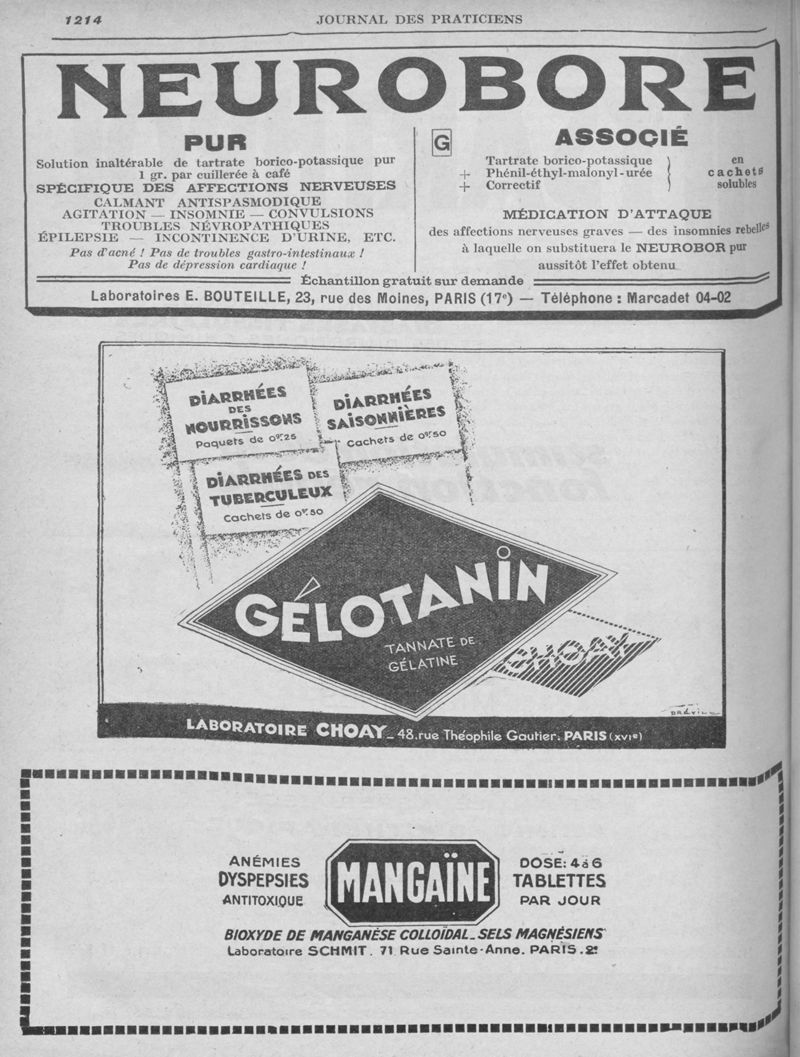 1214
JOURNAL DES PRATICIENS
NEUROBORE
PUR
Solution inaltérable de tartrate borico-potassique pur
1 gr. par cuillerée à café
SPÉCIFIQUE DES AFFECTIONS NERVEUSES
CALMANT ANTISPASMODIQUE
AGITATION — INSOMNIE — CONVULSIONS
TROUBLES NÉVROPATHIQUES
ÉPILEPSIE — INCONTINENCE D'URINE, ETC.
Pas d'acné ! Pas de troubles gastro-intestinaux !
Pas de dépression cardiaque !
G
ASSOCIÉ
Tartrate borico-potassique
+ Phénil-éthyl-malonyl-urée
+ Correctif
en
cachets
solubles
MÉDICATION D'ATTAQUE
des affections nerveuses graves — des insomnies rebelles
à laquelle on substituera le NEUROBOR pur
aussitôt l'effet obtenu
Échantillon gratuit sur demande
Laboratoires E. BOUTEILLE, 23, rue des Moines, PARIS (17e) — Téléphone : Marcadet 04-02
DIARRHÉES
DES
NOURRISSONS
Paquets de 0gr.25
DIARRHÉES
SAISONNIÈRES
Cachets de 0gr.50
DIARRHÉES DES
TUBERCULEUX
Cachets de 0gr.50
GÉLOTANIN
TANNATE DE
GÉLATINE
CHOAY
LABORATOIRE CHOAY_48.rue Théophile Gautier. PARIS (XVIe)
ANÉMIES
DYSPEPSIES
ANTITOXIQUE
MANGAÏNE
DOSE: 4 à 6
TABLETTES
PAR JOUR
BIOXYDE DE MANGANÈSE COLLOÏDAL_SELS MAGNÉSIENS
Laboratoire SCHMIT. 71 Rue Sainte-Anne. PARIS.2e